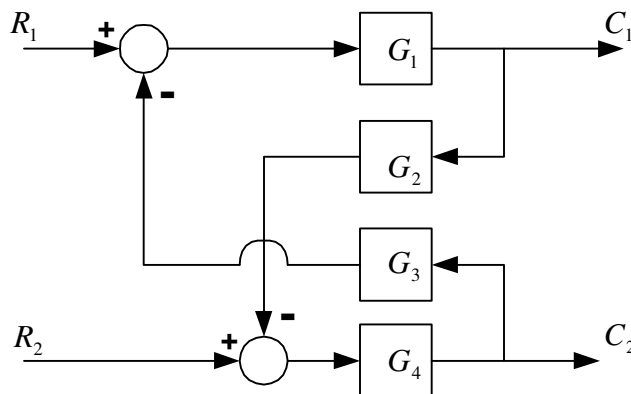 R₁ + C₁
G₁
-
G₂
G₃
-
R₂ + C₂
G₄